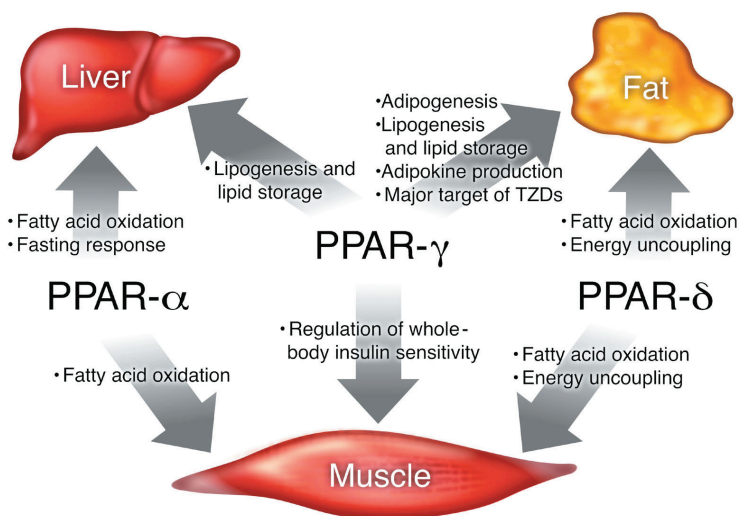 Liver
Fat
•Adipogenesis
•Lipogenesis
and lipid storage
•Adipokine production
•Major target of TZDs
•Lipogenesis and
lipid storage
•Fatty acid oxidation
•Fasting response
•Fatty acid oxidation
•Energy uncoupling
PPAR-γ
PPAR-α
PPAR-δ
•Regulation of whole-
body insulin sensitivity
•Fatty acid oxidation
•Fatty acid oxidation
•Energy uncoupling
Muscle